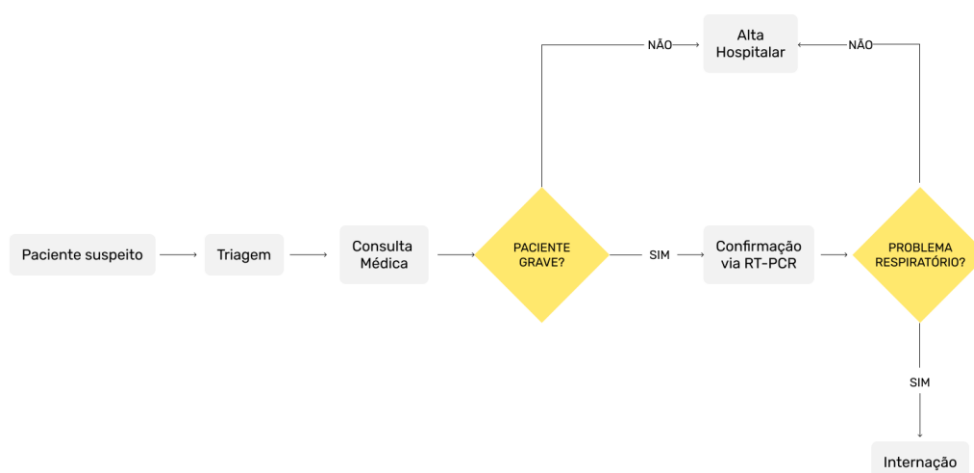 Alta
Hospitalar
NÃO
NÃO
Paciente suspeito
Triagem
Consulta
Médica
PACIENTE
GRAVE?
SIM
Confirmação
via RT-PCR
PROBLEMA
RESPIRATÓRIO?
SIM
Internação